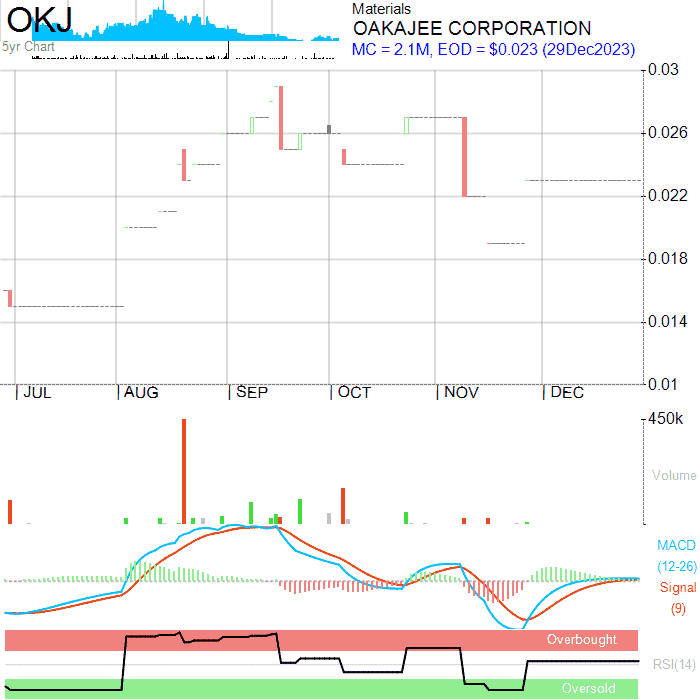 OKJ
5yr Chart
Materials
OAKAJEE CORPORATION
MC = 2.1M, EOD = $0.023 (29Dec2023)
0.03
0.026
0.022
0.018
0.014
0.01
JUL AUG SEP OCT NOV DEC
450k
Volume
MACD
(12-26)
Signal
(9)
Overbought
RSI(14)
Oversold